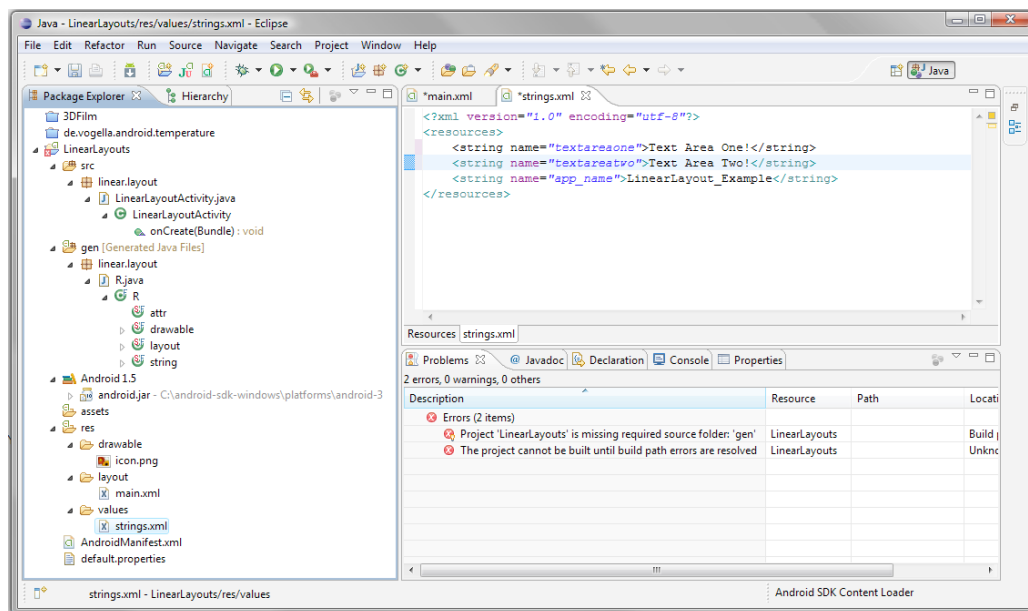 Java - LinearLayouts/res/values/strings.xml - Eclipse
File Edit Refactor Run Source Navigate Search Project Window Help
Java
Package Explorer Hierarchy
3DFilm
de.vogella.android.temperature
LinearLayouts
src
linear.layout
LinearLayoutActivity.java
LinearLayoutActivity
onCreate(Bundle) : void
gen [Generated Java Files]
linear.layout
R.java
R
attr
drawable
layout
string
Android 1.5
android.jar - C:\android-sdk-windows\platforms\android-3
assets
res
drawable
icon.png
layout
main.xml
values
strings.xml
AndroidManifest.xml
default.properties
*main.xml *strings.xml
<?xml version="1.0" encoding="utf-8"?>
<resources>
<string name="textareaone">Text Area One!</string>
<string name="textareatwo">Text Area Two!</string>
<string name="app_name">LinearLayout_Example</string>
</resources>
Resources strings.xml
Problems @ Javadoc Declaration Console Properties
2 errors, 0 warnings, 0 others
Description Resource Path Locati
Errors (2 items)
Project 'LinearLayouts' is missing required source folder: 'gen' LinearLayouts Build p
The project cannot be built until build path errors are resolved LinearLayouts Unkno
strings.xml - LinearLayouts/res/values
Android SDK Content Loader